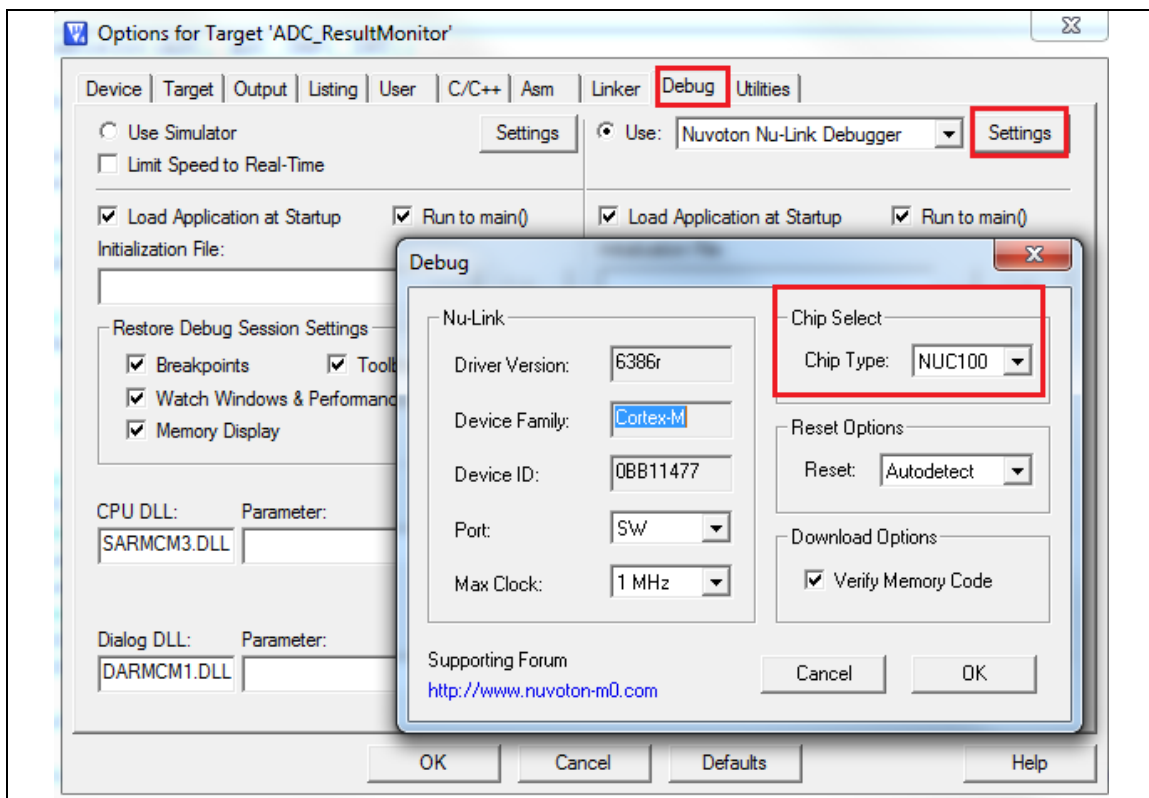 Options for Target 'ADC_ResultMonitor'
Device Target Output Listing User C/C++ Asm Linker Debug Utilities
Use Simulator Settings Use: Nuvoton Nu-Link Debugger Settings
Limit Speed to Real-Time
Load Application at Startup Run to main() Load Application at Startup Run to main()
Initialization File:
Restore Debug Session Settings
Breakpoints
Watch Windows &
Memory Display
CPU DLL: Parameter:
SARMCM3.DLL
Dialog DLL: Parameter:
DARMCM1.DLL
Debug
Nu-Link
Driver Version: 6386r
Device Family: Cortex-M
Device ID: 0BB11477
Port: SW
Max Clock: 1 MHz
Chip Select
Chip Type: NUC100
Reset Options
Reset: Autodetect
Download Options
Verify Memory Code
Supporting Forum
http://www.nuvoton-m0.com
Cancel OK
OK Cancel Defaults Help